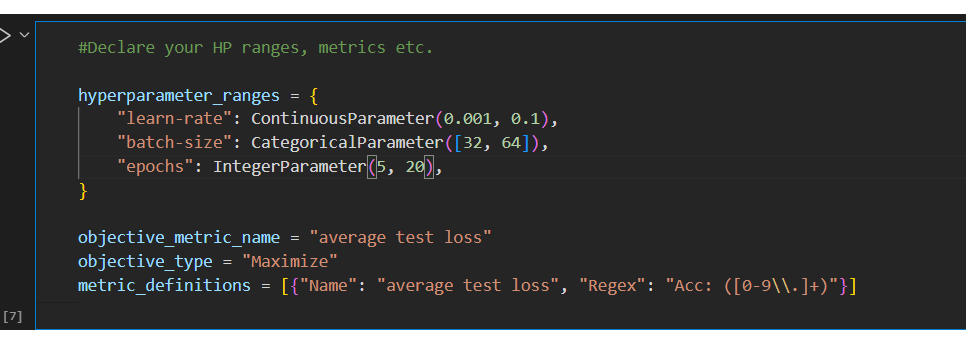 #Declare your HP ranges, metrics etc.
hyperparameter_ranges = {
    "learn-rate": ContinuousParameter(0.001, 0.1),
    "batch-size": CategoricalParameter([32, 64]),
    "epochs": IntegerParameter(5, 20),
}
objective_metric_name = "average test loss"
objective_type = "Maximize"
metric_definitions = [{"Name": "average test loss", "Regex": "Acc: ([0-9\\.]+)"}]
[7]